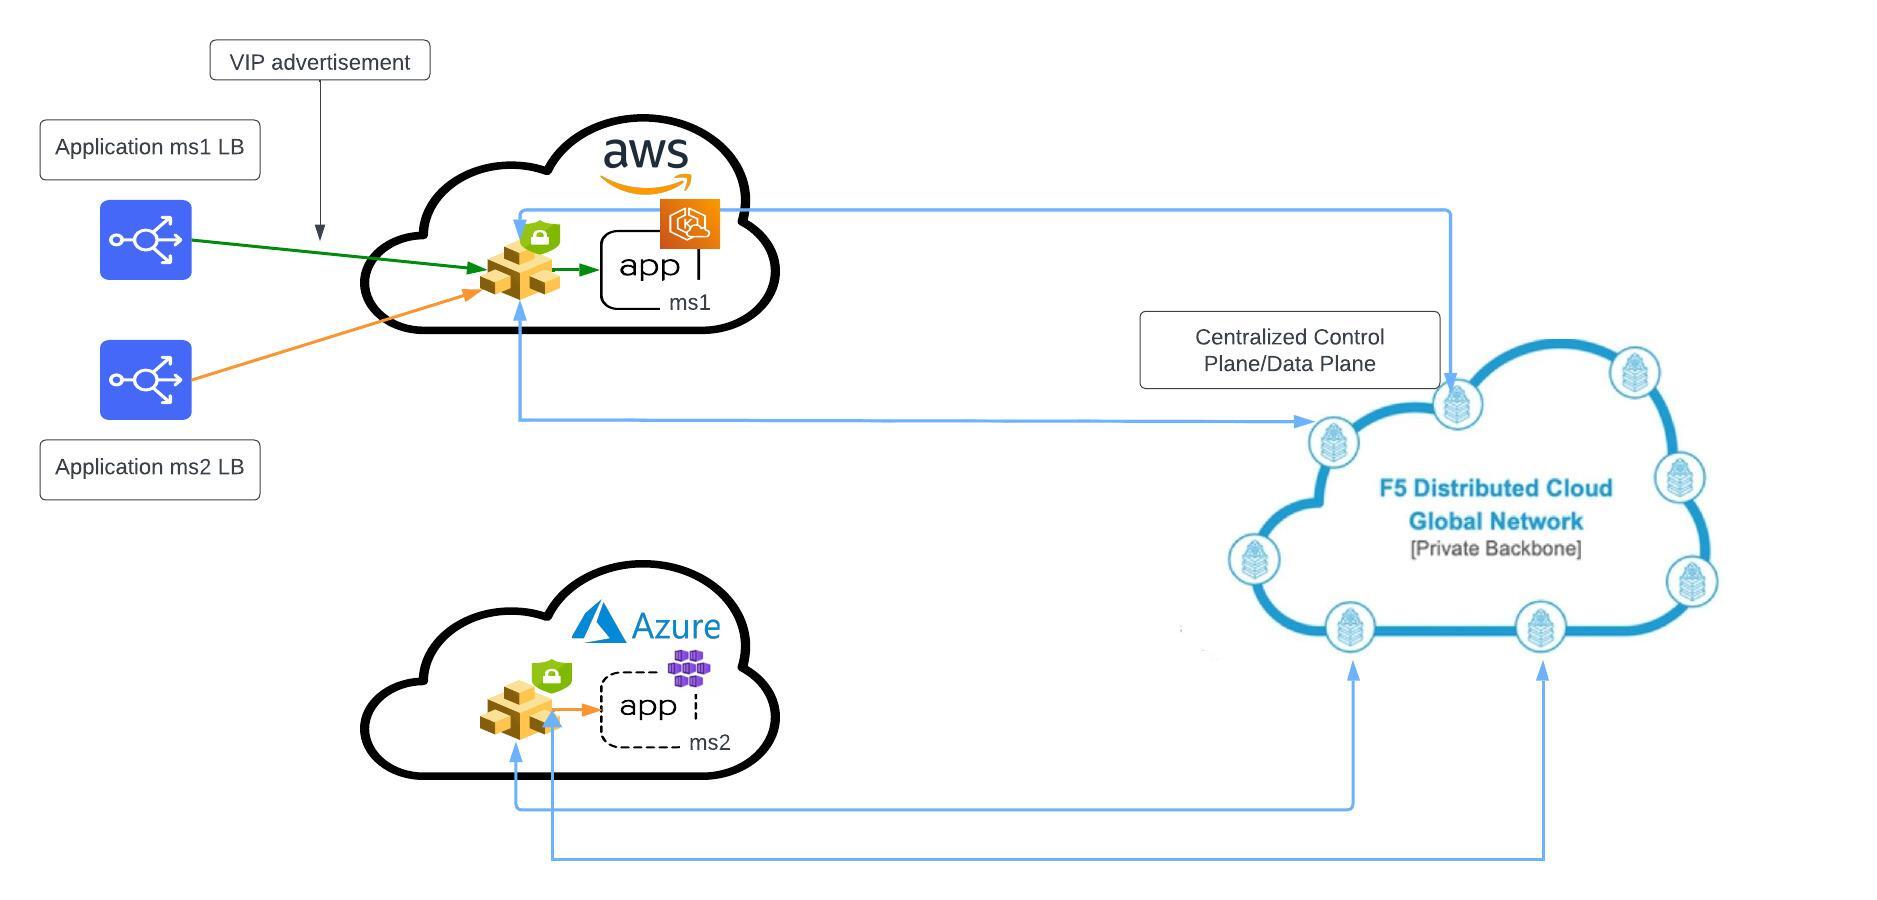 VIP advertisement
Application ms1 LB
aws
app
ms1
Centralized Control
Plane/Data Plane
Application ms2 LB
F5 Distributed Cloud
Global Network
[Private Backbone]
Azure
app
ms2